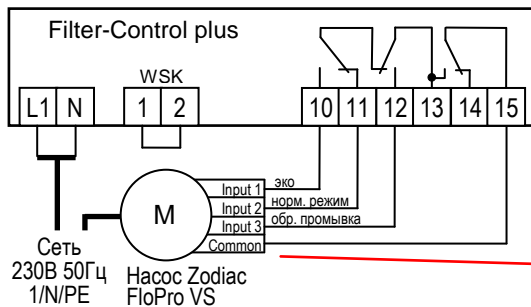 Filter-Control plus
WSK
L1 N 1 2 10 11 12 13 14 15
Input 1 эко
Input 2 норм. режим
Input 3 обр. промывка
Common
M
Сеть
230В 50Гц
1/N/PE
Насос Zodiac
FloPro VS